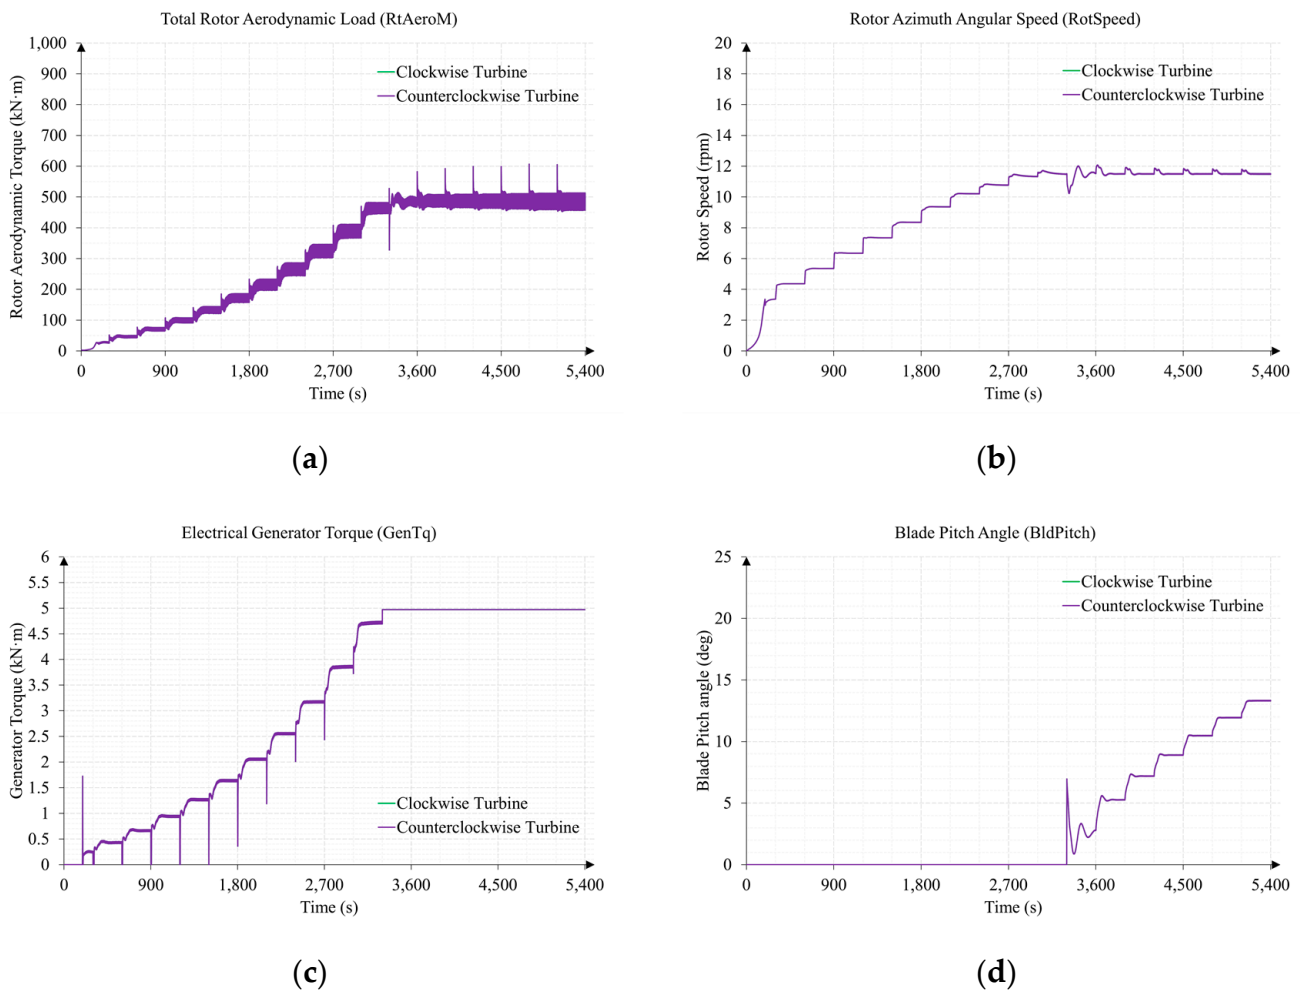 Total Rotor Aerodynamic Load (RtAeroM)
Rotor Aerodynamic Torque (kN·m)
1,000
900
800
700
600
500
400
300
200
100
0
Clockwise Turbine
Counterclockwise Turbine
0 900 1,800 2,700 3,600 4,500 5,400
Time (s)
(a)
Rotor Azimuth Angular Speed (RotSpeed)
Rotor Speed (rpm)
20
18
16
14
12
10
8
6
4
2
0
Clockwise Turbine
Counterclockwise Turbine
0 900 1,800 2,700 3,600 4,500 5,400
Time (s)
(b)
Electrical Generator Torque (GenTq)
Generator Torque (kN·m)
6
5.5
5
4.5
4
3.5
3
2.5
2
1.5
1
0.5
0
Clockwise Turbine
Counterclockwise Turbine
0 900 1,800 2,700 3,600 4,500 5,400
Time (s)
(c)
Blade Pitch Angle (BldPitch)
Blade Pitch angle (deg)
25
20
15
10
5
0
Clockwise Turbine
Counterclockwise Turbine
0 900 1,800 2,700 3,600 4,500 5,400
Time (s)
(d)